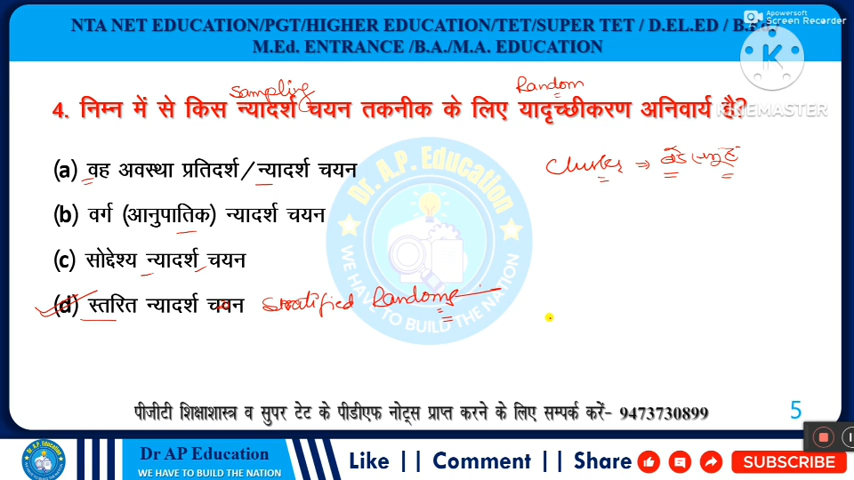 NTA NET EDUCATION/PGT/HIGHER EDUCATION/TET/SUPER TET / D.EL.ED / B.Ed.
M.Ed. ENTRANCE /B.A./M.A. EDUCATION
Apowersoft
Screen Recorder
K
KINEMASTER
Sampling
Random
4. निम्न में से किस न्यादर्श चयन तकनीक के लिए यादृच्छीकरण अनिवार्य है?
Cluster ⇒ बड़े समूह
(a) वह अवस्था प्रतिदर्श/न्यादर्श चयन
(b) वर्ग (आनुपातिक) न्यादर्श चयन
(c) सोद्देश्य न्यादर्श चयन
(d) स्तरित न्यादर्श चयन Stratified Random
Dr. A.P. Education
WE HAVE TO BUILD THE NATION
पीजीटी शिक्षाशास्त्र व सुपर टेट के पीडीएफ नोट्स प्राप्त करने के लिए सम्पर्क करें- 9473730899
5
Dr AP Education
WE HAVE TO BUILD THE NATION
Like || Comment || Share
SUBSCRIBE